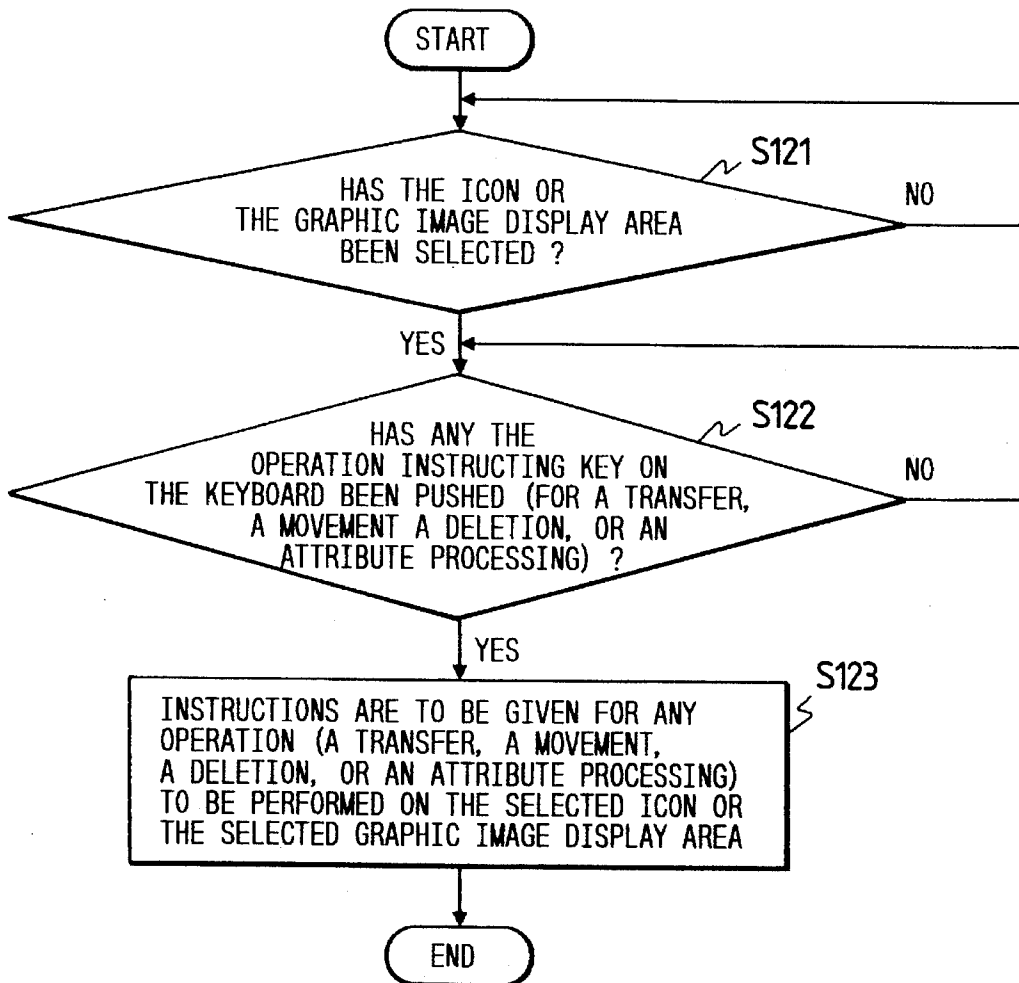 START
S121
HAS THE ICON OR
THE GRAPHIC IMAGE DISPLAY AREA
BEEN SELECTED ?
NO
YES
S122
HAS ANY THE
OPERATION INSTRUCTING KEY ON
THE KEYBOARD BEEN PUSHED (FOR A TRANSFER,
A MOVEMENT A DELETION, OR AN
ATTRIBUTE PROCESSING) ?
NO
YES
S123
INSTRUCTIONS ARE TO BE GIVEN FOR ANY
OPERATION (A TRANSFER, A MOVEMENT,
A DELETION, OR AN ATTRIBUTE PROCESSING)
TO BE PERFORMED ON THE SELECTED ICON OR
THE SELECTED GRAPHIC IMAGE DISPLAY AREA
END